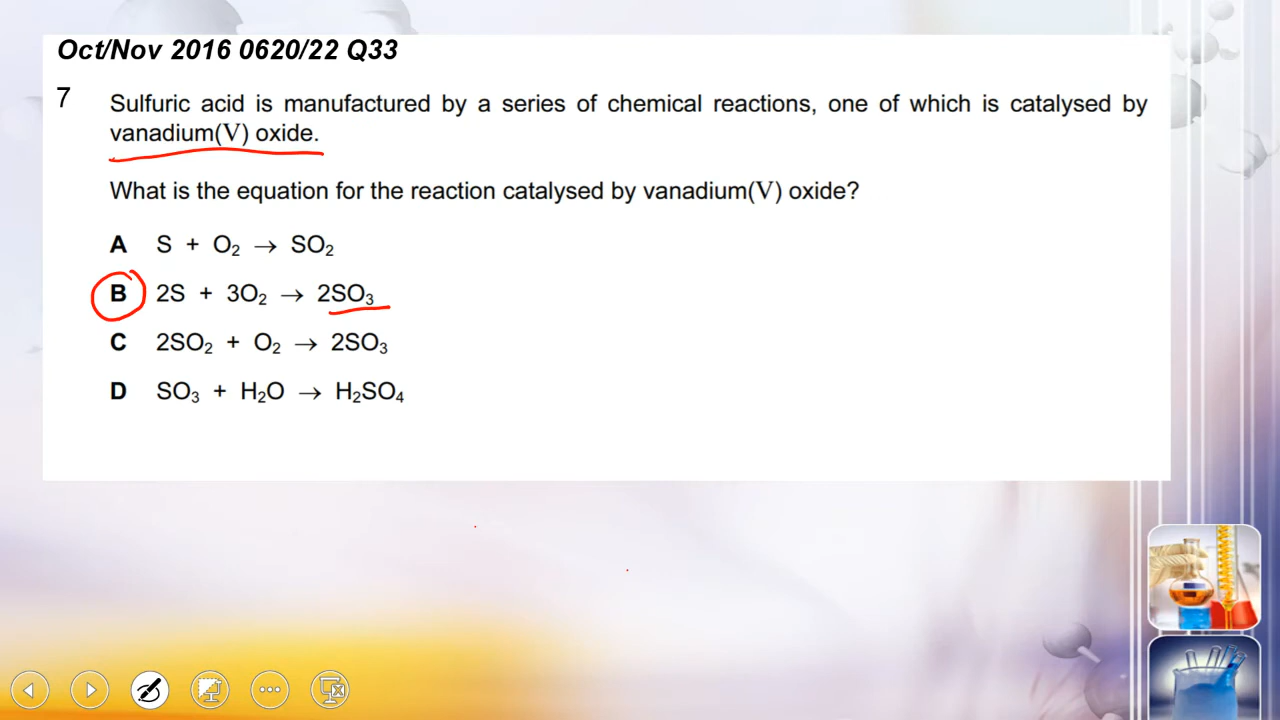 Oct/Nov 2016 0620/22 Q33
7 Sulfuric acid is manufactured by a series of chemical reactions, one of which is catalysed by
vanadium(V) oxide.
What is the equation for the reaction catalysed by vanadium(V) oxide?
A S + O₂ → SO₂
B 2S + 3O₂ → 2SO₃
C 2SO₂ + O₂ → 2SO₃
D SO₃ + H₂O → H₂SO₄